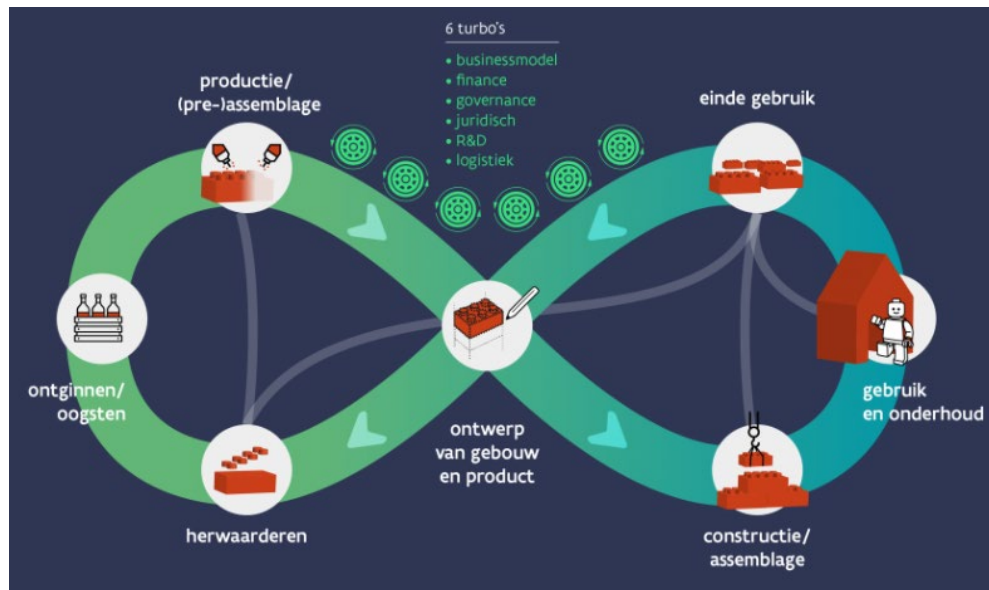 6 turbo's
• businessmodel
• finance
• governance
• juridisch
• R&D
• logistiek
productie/
(pre-)assemblage
einde gebruik
ontginnen/
oogsten
gebruik
en onderhoud
ontwerp
van gebouw
en product
herwaarderen
constructie/
assemblage